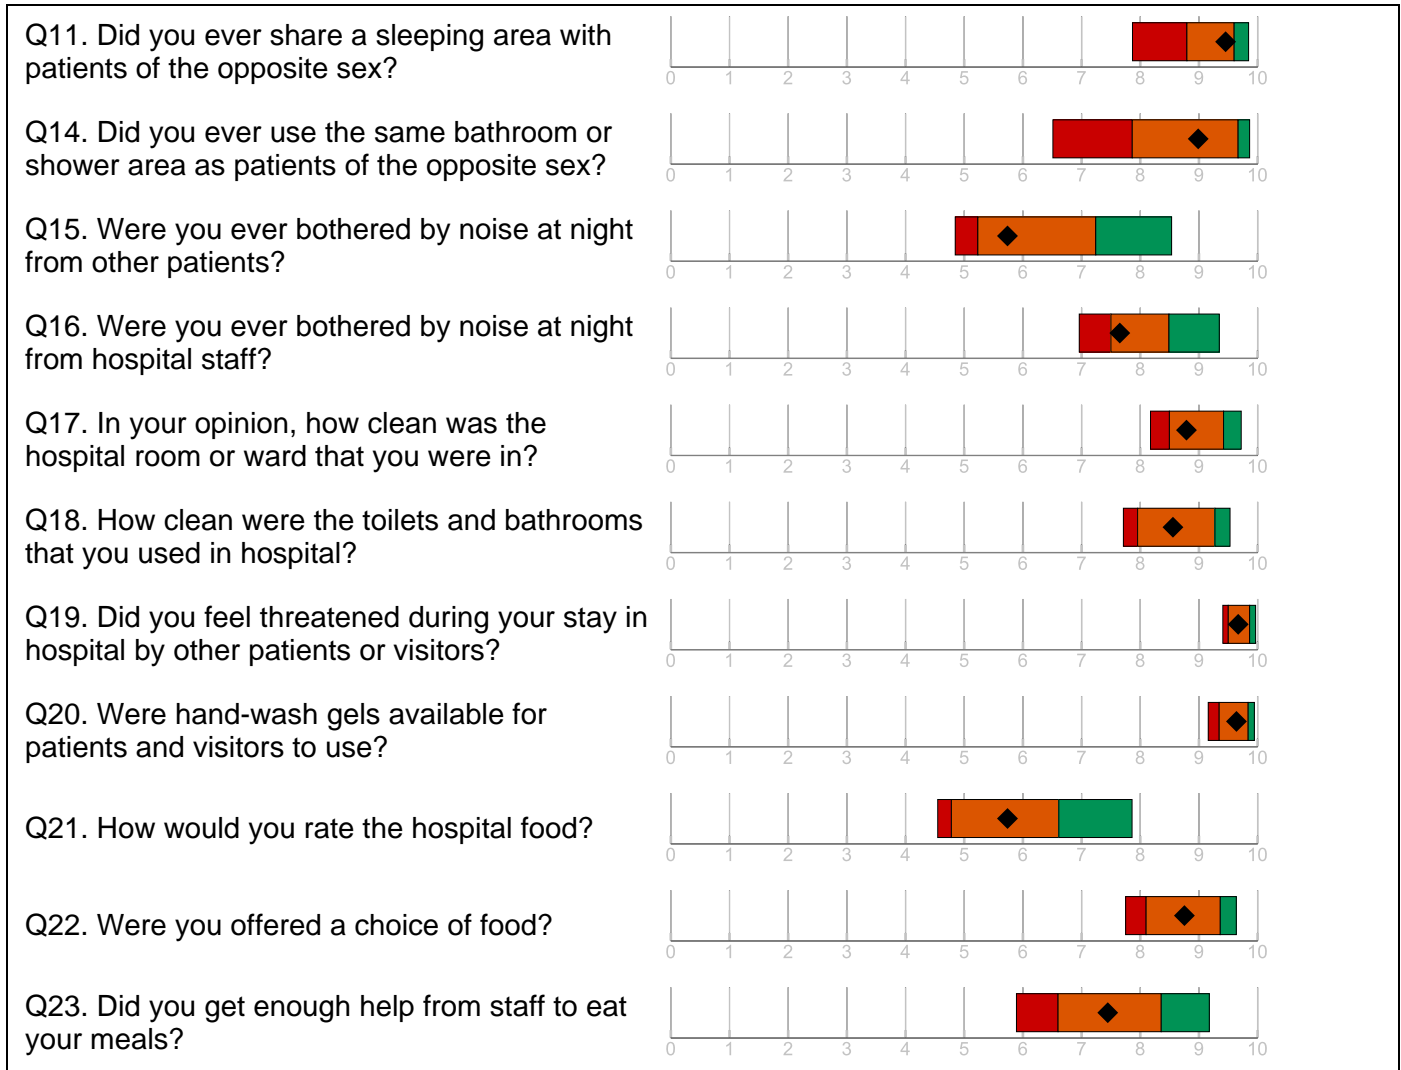 Q11. Did you ever share a sleeping area with
patients of the opposite sex?
0 1 2 3 4 5 6 7 8 9 10
Q14. Did you ever use the same bathroom or
shower area as patients of the opposite sex?
0 1 2 3 4 5 6 7 8 9 10
Q15. Were you ever bothered by noise at night
from other patients?
0 1 2 3 4 5 6 7 8 9 10
Q16. Were you ever bothered by noise at night
from hospital staff?
0 1 2 3 4 5 6 7 8 9 10
Q17. In your opinion, how clean was the
hospital room or ward that you were in?
0 1 2 3 4 5 6 7 8 9 10
Q18. How clean were the toilets and bathrooms
that you used in hospital?
0 1 2 3 4 5 6 7 8 9 10
Q19. Did you feel threatened during your stay in
hospital by other patients or visitors?
0 1 2 3 4 5 6 7 8 9 10
Q20. Were hand-wash gels available for
patients and visitors to use?
0 1 2 3 4 5 6 7 8 9 10
Q21. How would you rate the hospital food?
0 1 2 3 4 5 6 7 8 9 10
Q22. Were you offered a choice of food?
0 1 2 3 4 5 6 7 8 9 10
Q23. Did you get enough help from staff to eat
your meals?
0 1 2 3 4 5 6 7 8 9 10